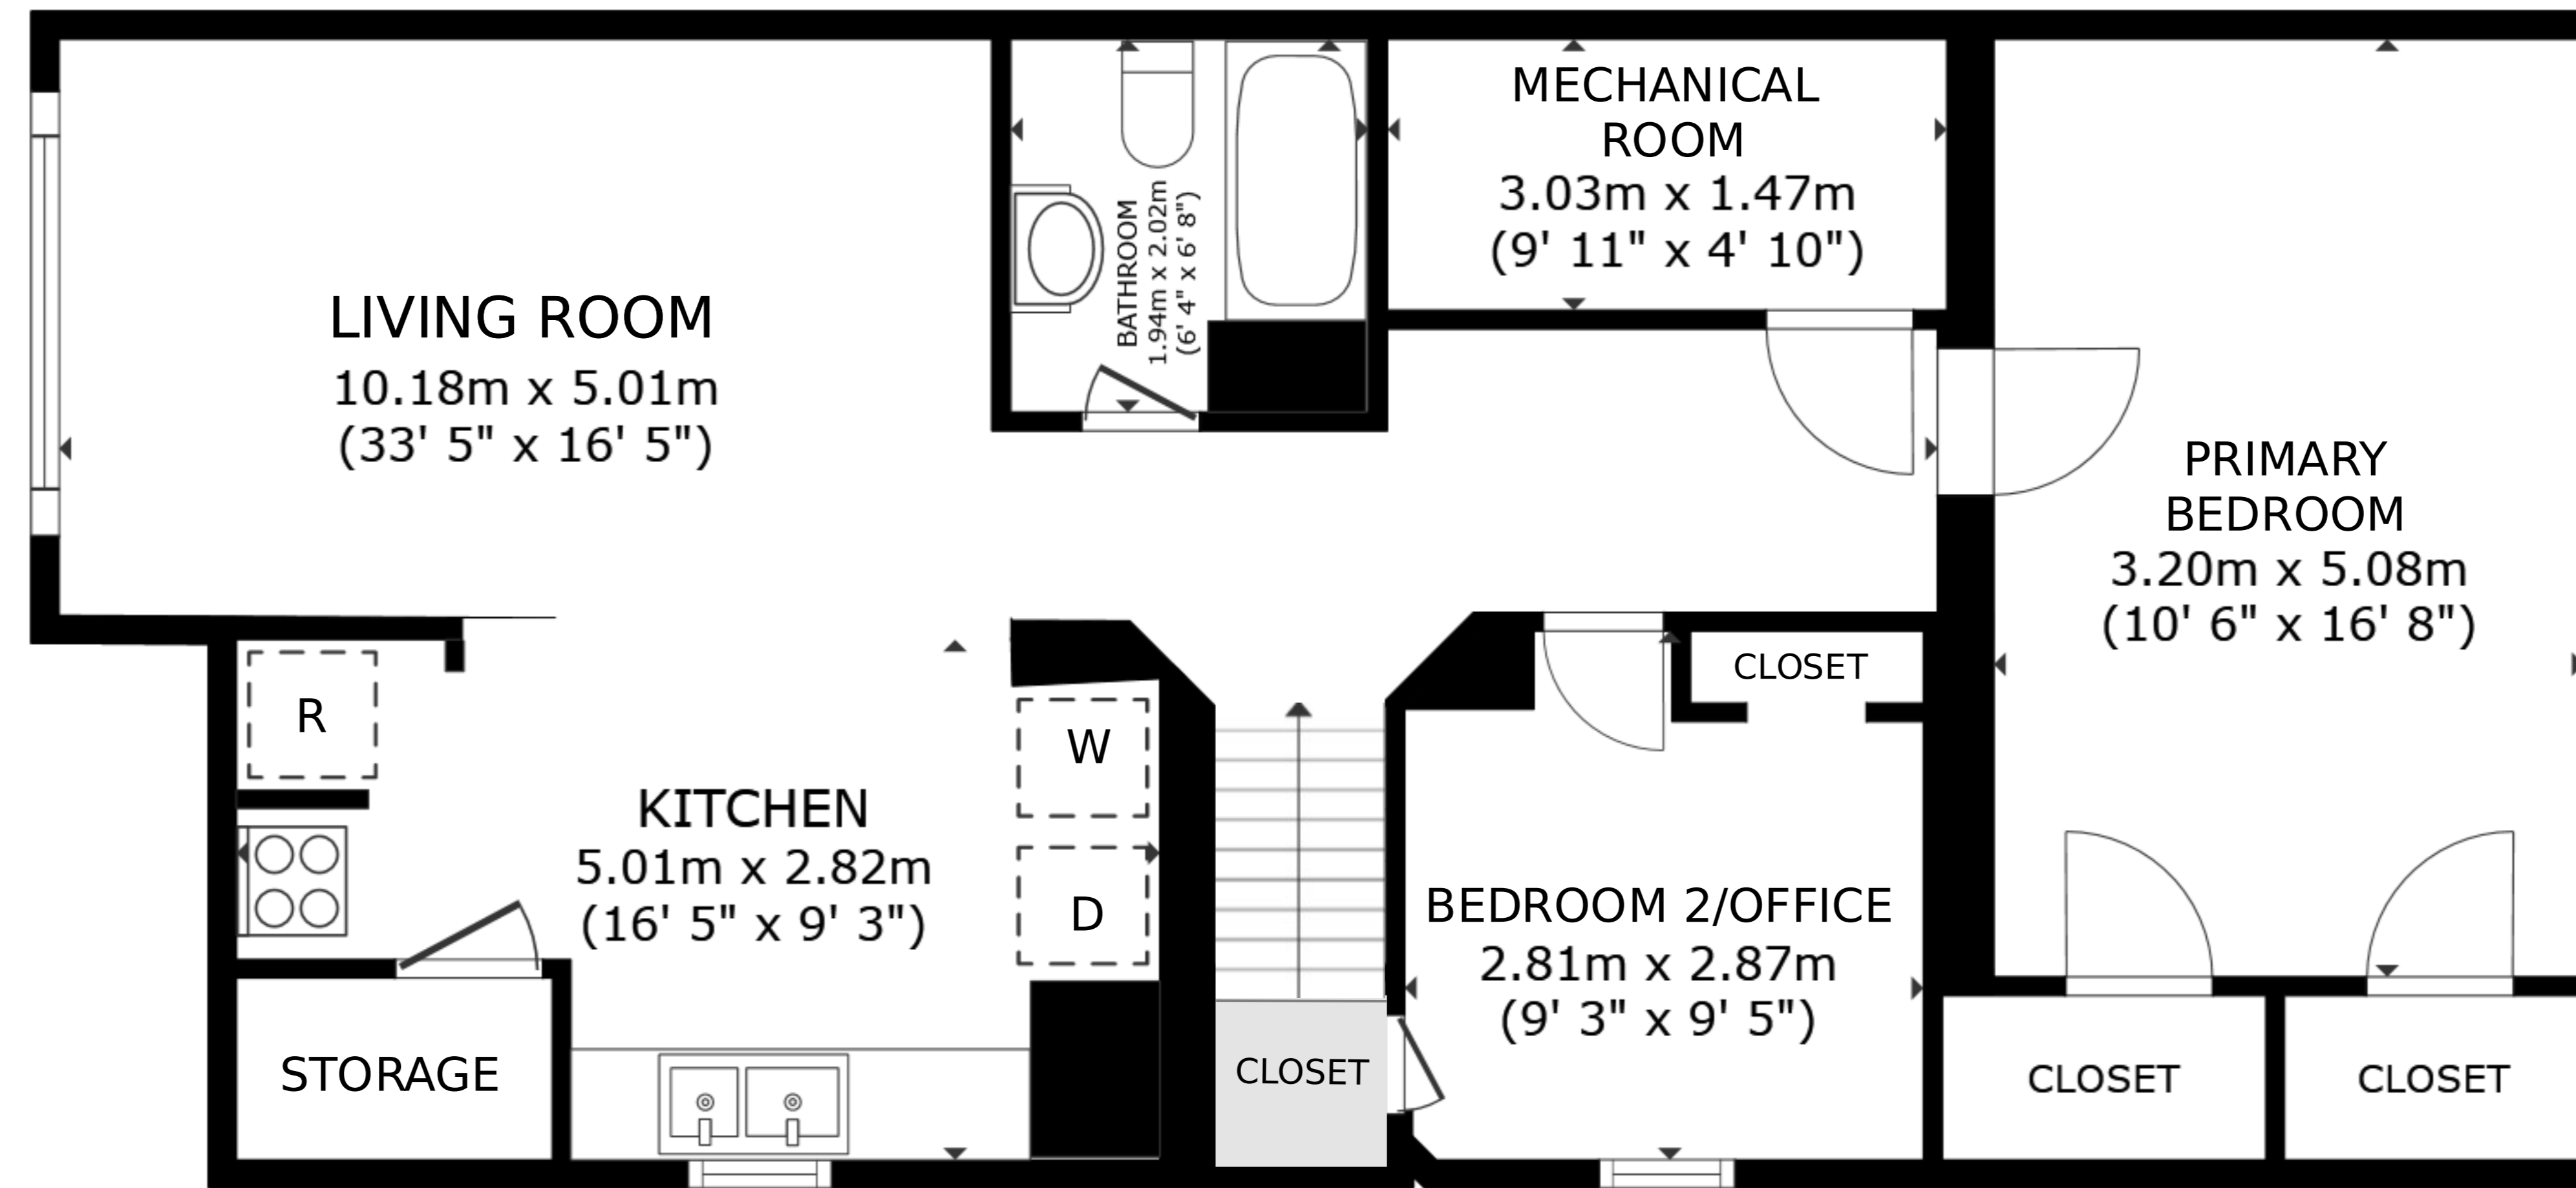 LIVING ROOM
10.18m x 5.01m
(33' 5" x 16' 5")
BATHROOM
1.94m x 2.02m
(6' 4" x 6' 8")
MECHANICAL
ROOM
3.03m x 1.47m
(9' 11" x 4' 10")
PRIMARY
BEDROOM
3.20m x 5.08m
(10' 6" x 16' 8")
R
W
D
KITCHEN
5.01m x 2.82m
(16' 5" x 9' 3")
STORAGE
CLOSET
CLOSET
BEDROOM 2/OFFICE
2.81m x 2.87m
(9' 3" x 9' 5")
CLOSET
CLOSET